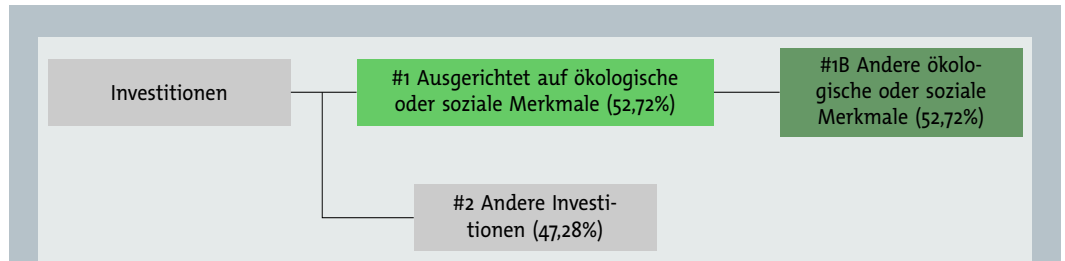 Investitionen
#1 Ausgerichtet auf ökologische
oder soziale Merkmale (52,72%)
#1B Andere ökolo-
gische oder soziale
Merkmale (52,72%)
#2 Andere Investi-
tionen (47,28%)